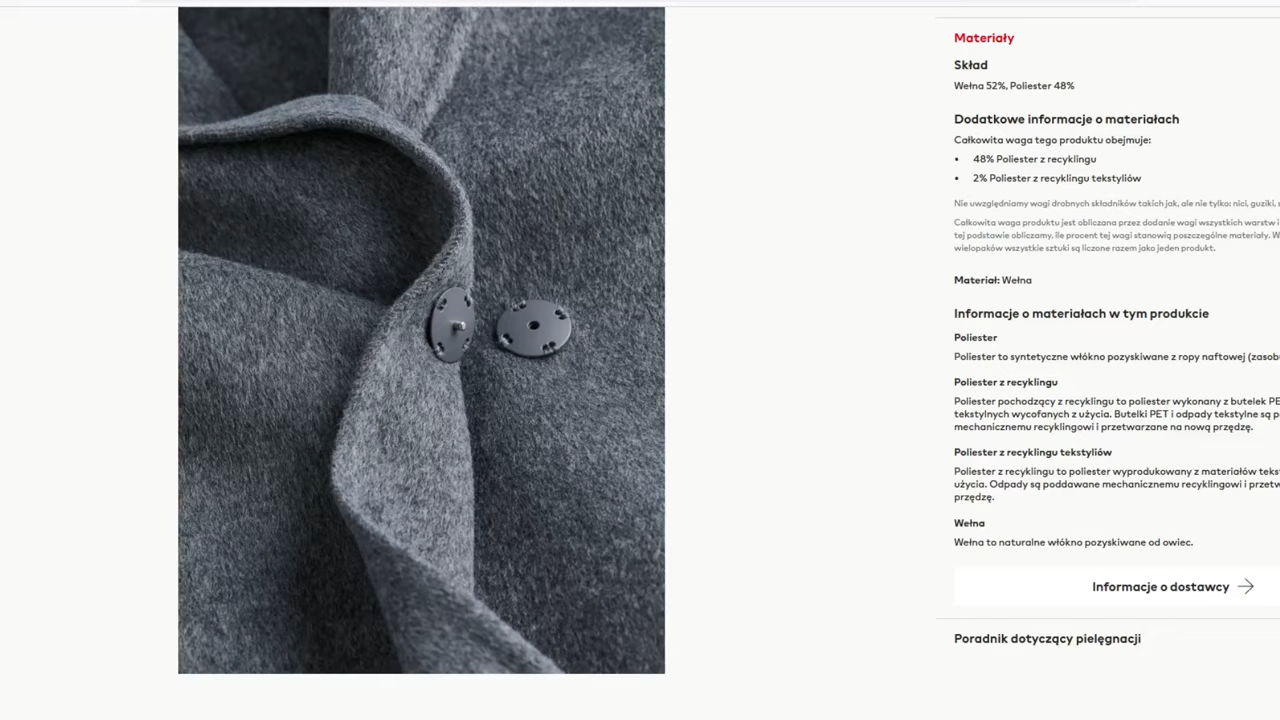 Materiały
Skład
Wełna 52%, Poliester 48%
Dodatkowe informacje o materiałach
Całkowita waga tego produktu obejmuje:
• 48% Poliester z recyklingu
• 2% Poliester z recyklingu tekstyliów
Nie uwzględniamy wagi drobnych składników takich jak, ale nie tylko: nici, guziki,
Całkowita waga produktu jest obliczana przez dodanie wagi wszystkich warstw i
tej podstawie obliczamy, ile procent tej wagi stanowią poszczególne materiały. W
wielopaków wszystkie sztuki są liczone razem jako jeden produkt.
Materiał: Wełna
Informacje o materiałach w tym produkcie
Poliester
Poliester to syntetyczne włókno pozyskiwane z ropy naftowej (zasob
Poliester z recyklingu
Poliester pochodzący z recyklingu to poliester wykonany z butelek PE
tekstylnych wycofanych z użycia. Butelki PET i odpady tekstylne są p
mechanicznemu recyklingowi i przetwarzane na nową przędzę.
Poliester z recyklingu tekstyliów
Poliester z recyklingu to poliester wyprodukowany z materiałów teks
użycia. Odpady są poddawane mechanicznemu recyklingowi i przetw
przędzę.
Wełna
Wełna to naturalne włókno pozyskiwane od owiec.
Informacje o dostawcy
Poradnik dotyczący pielęgnacji